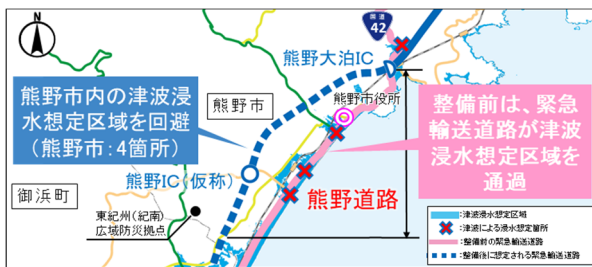 N
国道
42
熊野大泊IC
熊野市内の津波浸
水想定区域を回避
(熊野市:4箇所)
熊野市
熊野市役所
整備前は、緊急
輸送道路が津波
浸水想定区域を
通過
熊野IC(仮称)
御浜町
熊野道路
東紀州(紀南)
広域防災拠点
:津波浸水想定区域
:津波による浸水想定箇所
:整備前の緊急輸送道路
:整備後に想定される緊急輸送道路